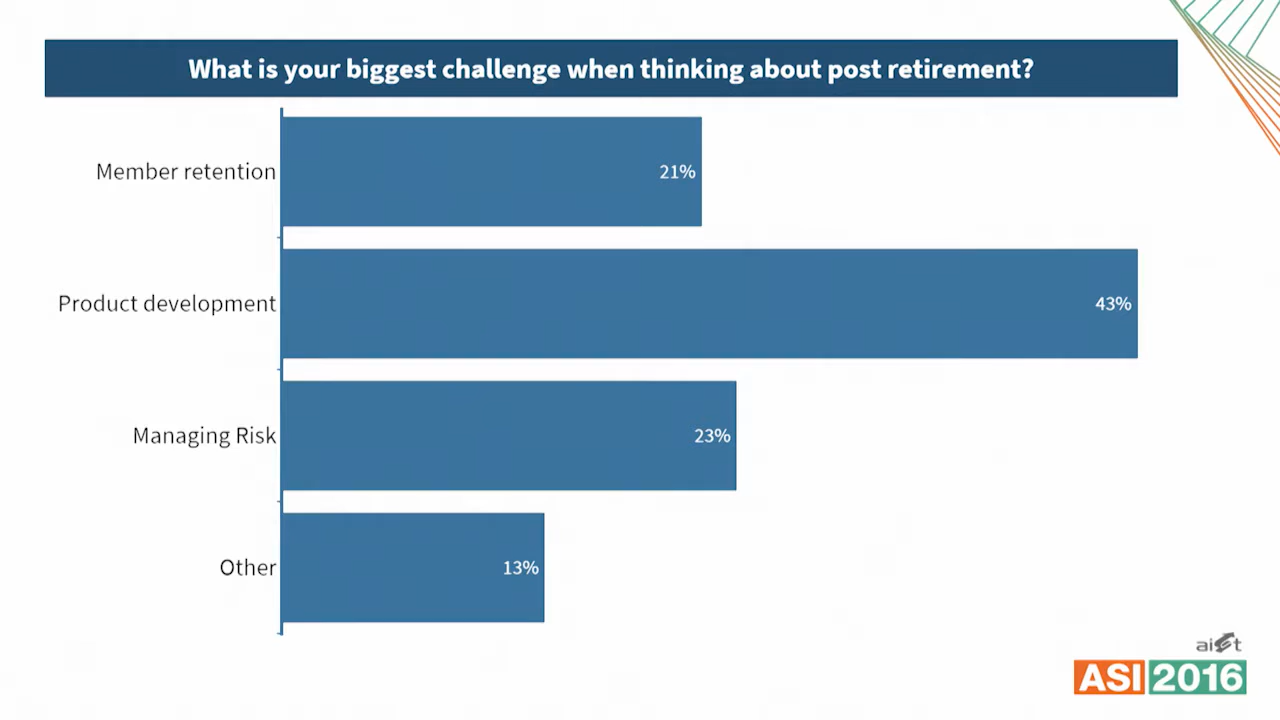 What is your biggest challenge when thinking about post retirement?
Member retention
21%
Product development
43%
Managing Risk
23%
Other
13%
aist
ASI 2016